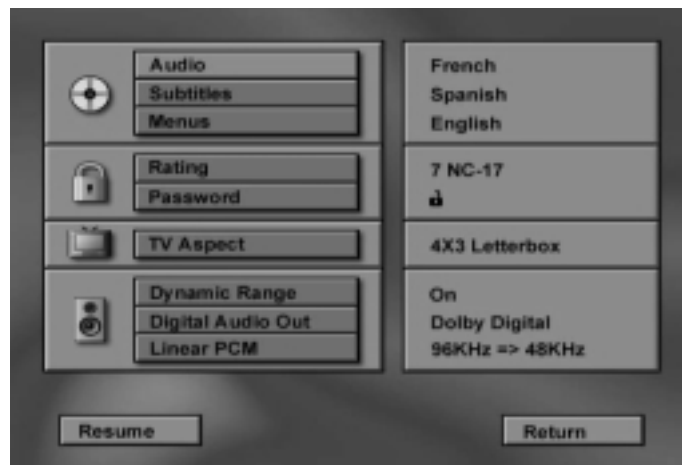 Audio French
Subtitles Spanish
Menus English
Rating 7 NC-17
Password
TV Aspect 4X3 Letterbox
Dynamic Range On
Digital Audio Out Dolby Digital
Linear PCM 96KHz => 48KHz
Resume Return